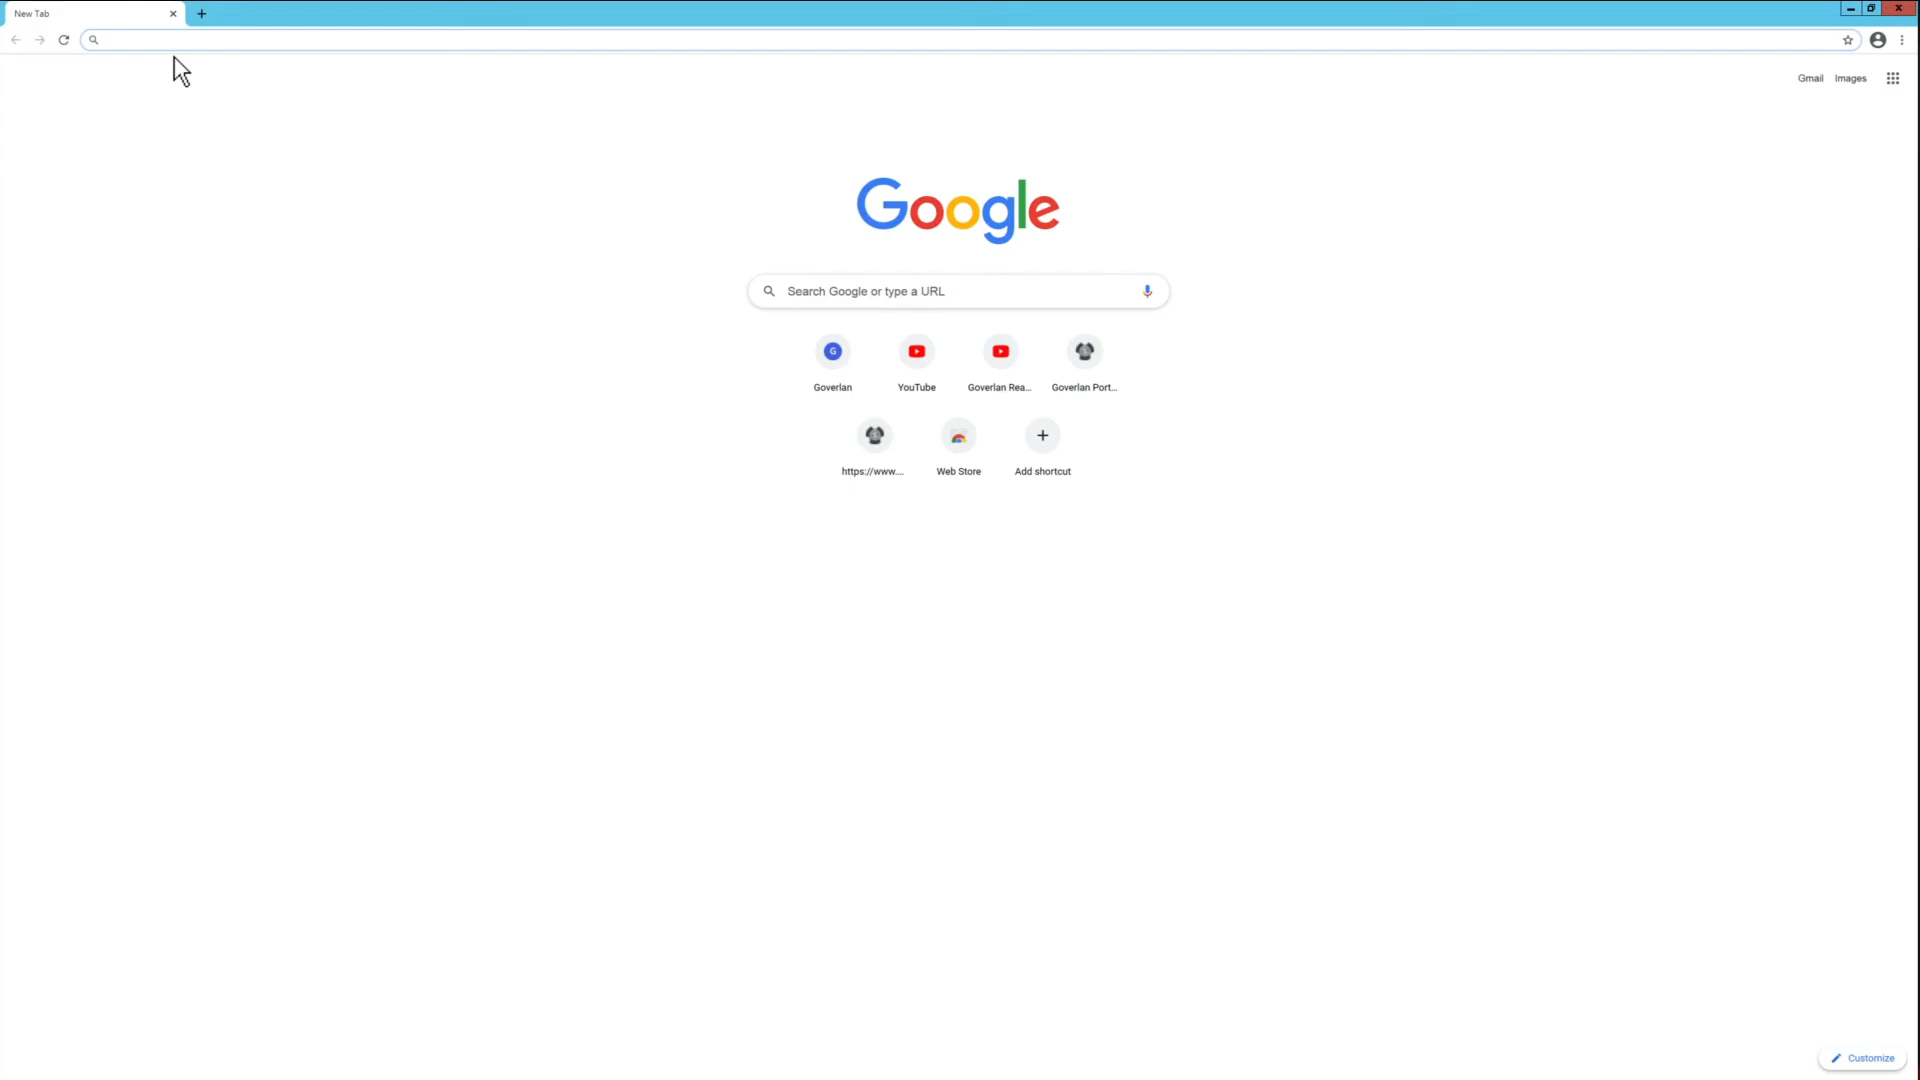 New Tab
Gmail Images
Google
Search Google or type a URL
G
Goverlan YouTube Goverlan Rea... Goverlan Port...
https://www.... Web Store Add shortcut
Customize